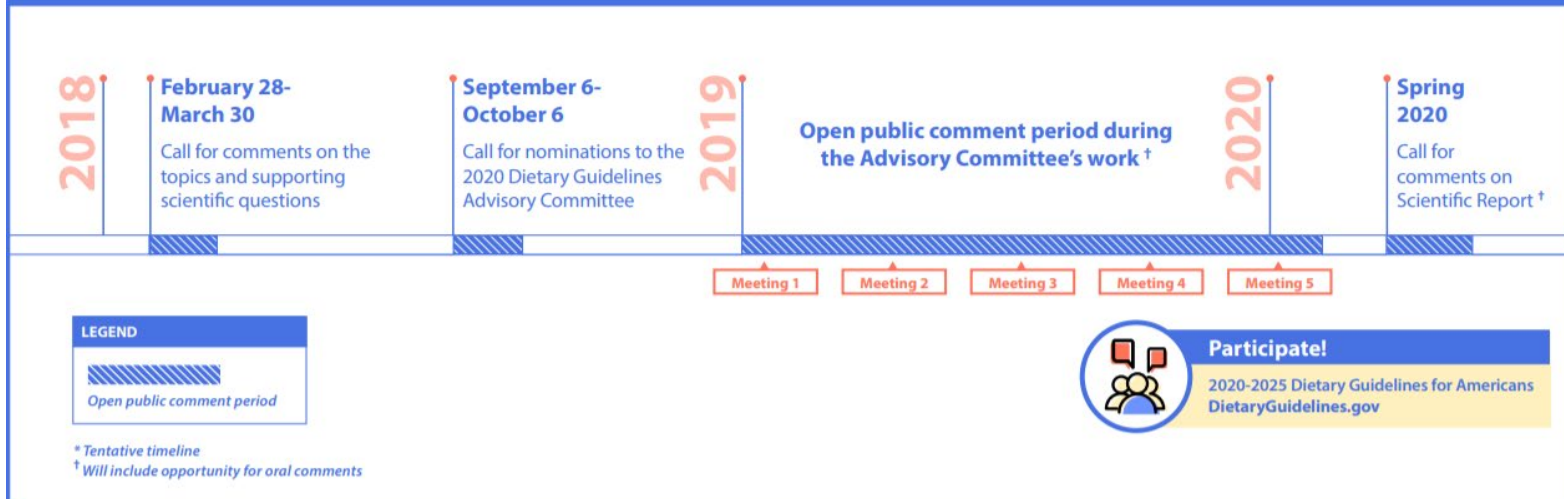 2018
February 28-
March 30
Call for comments on the
topics and supporting
scientific questions
September 6-
October 6
Call for nominations to the
2020 Dietary Guidelines
Advisory Committee
2019
Open public comment period during
the Advisory Committee's work †
2020
Spring
2020
Call for
comments on
Scientific Report †
Meeting 1
Meeting 2
Meeting 3
Meeting 4
Meeting 5
LEGEND
Open public comment period
* Tentative timeline
† Will include opportunity for oral comments
Participate!
2020-2025 Dietary Guidelines for Americans
DietaryGuidelines.gov